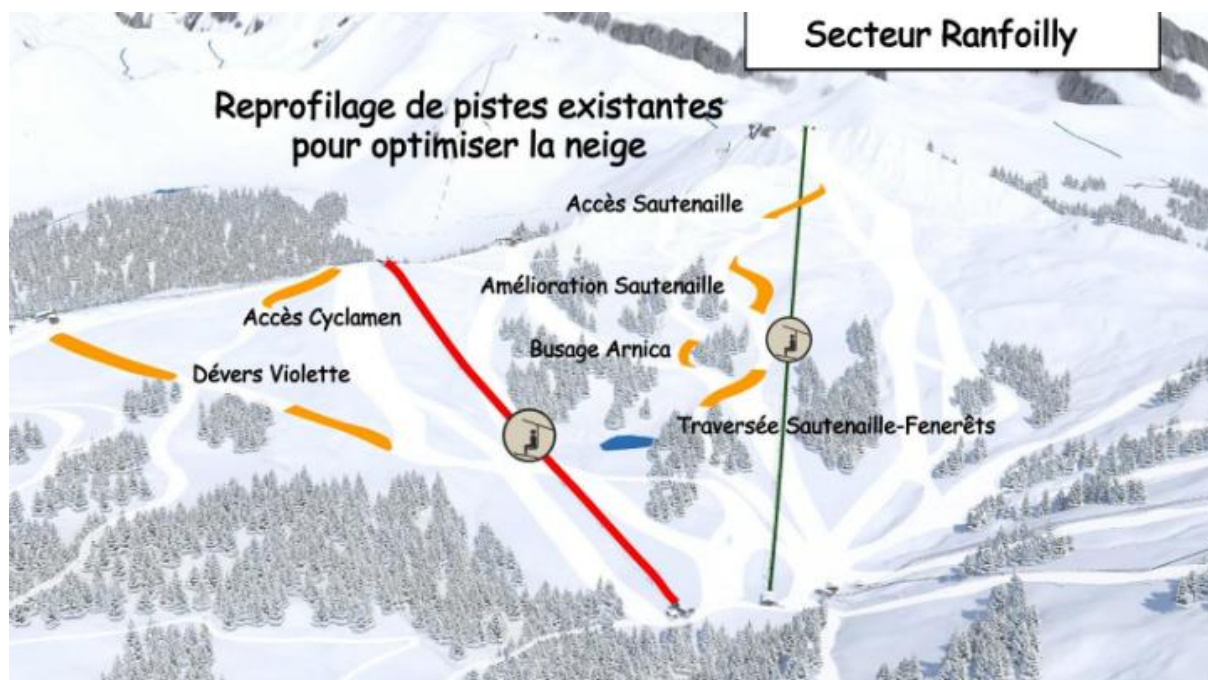 Secteur Ranfoilly
Reprofilage de pistes existantes
pour optimiser la neige
Accès Sautenaille
Amélioration Sautenaille
Accès Cyclamen
Busage Arnica
Dévers Violette
Traversée Sautenaille-Fenerêts